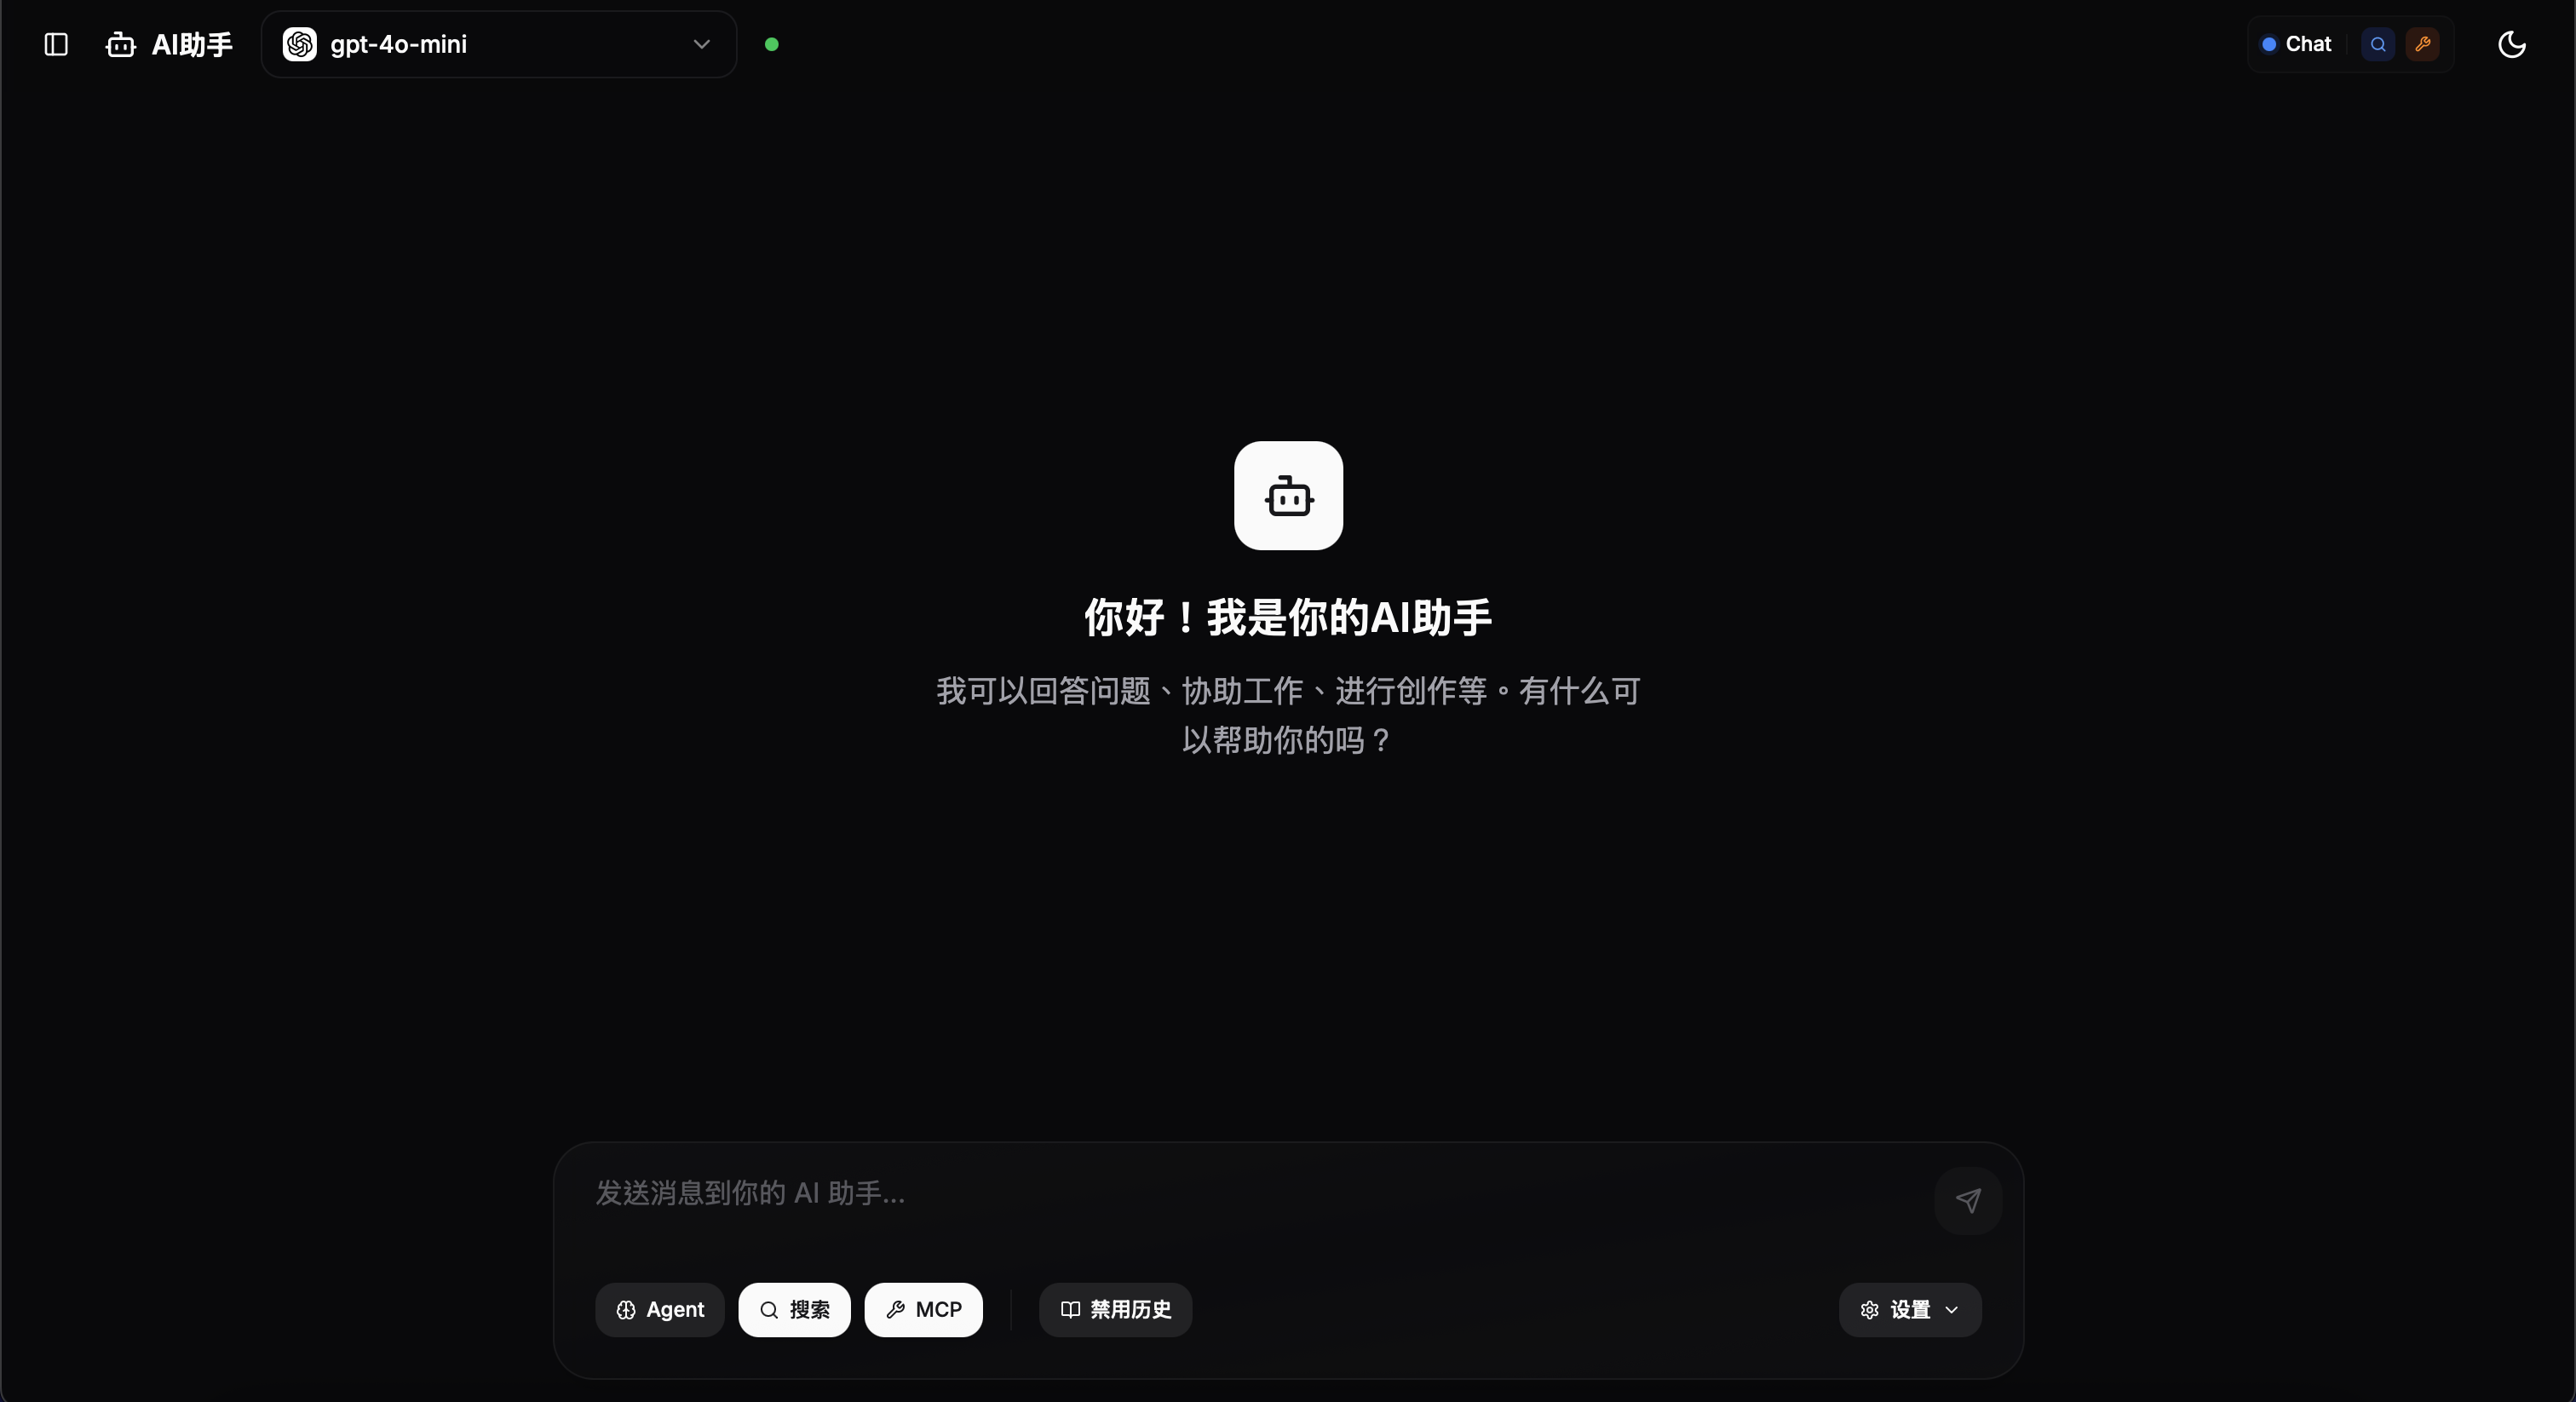 AI助手
gpt-4o-mini
Chat
你好！我是你的AI助手
我可以回答问题、协助工作、进行创作等。有什么可
以帮助你的吗？
发送消息到你的 AI 助手...
Agent
搜索
MCP
禁用历史
设置